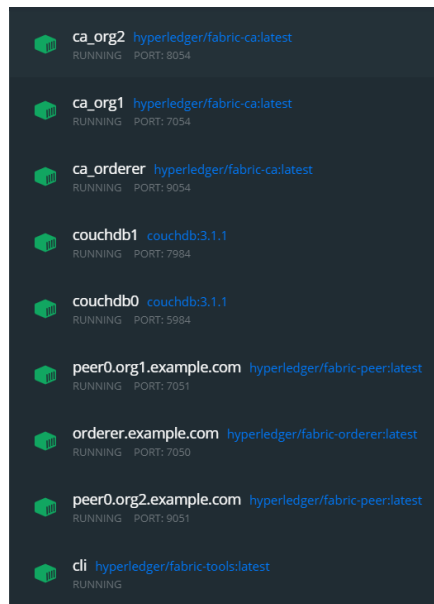 ca_org2 hyperledger/fabric-ca:latest
RUNNING PORT: 8054
ca_org1 hyperledger/fabric-ca:latest
RUNNING PORT: 7054
ca_orderer hyperledger/fabric-ca:latest
RUNNING PORT: 9054
couchdb1 couchdb:3.1.1
RUNNING PORT: 7984
couchdb0 couchdb:3.1.1
RUNNING PORT: 5984
peer0.org1.example.com hyperledger/fabric-peer:latest
RUNNING PORT: 7051
orderer.example.com hyperledger/fabric-orderer:latest
RUNNING PORT: 7050
peer0.org2.example.com hyperledger/fabric-peer:latest
RUNNING PORT: 9051
cli hyperledger/fabric-tools:latest
RUNNING